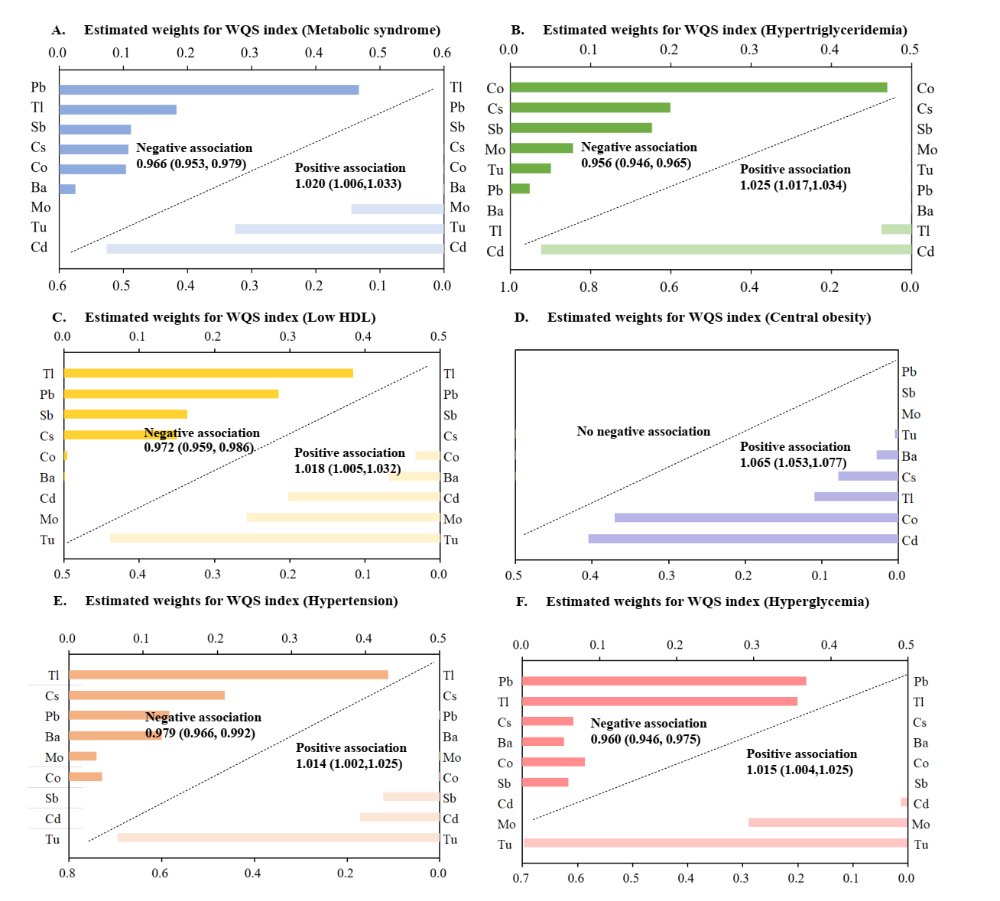 A. Estimated weights for WQS index (Metabolic syndrome)
0.0 0.1 0.2 0.3 0.4 0.5 0.6
Pb Tl
Tl Pb
Sb Sb
Cs Cs
Co Co
Ba Ba
Mo Mo
Tu Tu
Cd Cd
Negative association
0.966 (0.953, 0.979)
Positive association
1.020 (1.006,1.033)
0.6 0.5 0.4 0.3 0.2 0.1 0.0
B. Estimated weights for WQS index (Hypertriglyceridemia)
0.0 0.1 0.2 0.3 0.4 0.5
Co Co
Cs Cs
Sb Sb
Mo Mo
Tu Tu
Pb Pb
Ba Ba
Tl Tl
Cd Cd
Negative association
0.956 (0.946, 0.965)
Positive association
1.025 (1.017,1.034)
1.0 0.8 0.6 0.4 0.2 0.0
C. Estimated weights for WQS index (Low HDL)
0.0 0.1 0.2 0.3 0.4 0.5
Tl Tl
Pb Pb
Sb Sb
Cs Cs
Co Co
Ba Ba
Cd Cd
Mo Mo
Tu Tu
Negative association
0.972 (0.959, 0.986)
Positive association
1.018 (1.005,1.032)
0.5 0.4 0.3 0.2 0.1 0.0
D. Estimated weights for WQS index (Central obesity)
Pb
Sb
Mo
Tu
Ba
Cs
Tl
Co
Cd
No negative association
Positive association
1.065 (1.053,1.077)
0.5 0.4 0.3 0.2 0.1 0.0
E. Estimated weights for WQS index (Hypertension)
0.0 0.1 0.2 0.3 0.4 0.5
Tl Tl
Cs Cs
Pb Pb
Ba Ba
Mo Mo
Co Co
Sb Sb
Cd Cd
Tu Tu
Negative association
0.979 (0.966, 0.992)
Positive association
1.014 (1.002,1.025)
0.8 0.6 0.4 0.2 0.0
F. Estimated weights for WQS index (Hyperglycemia)
0.0 0.1 0.2 0.3 0.4 0.5
Pb Pb
Tl Tl
Cs Cs
Ba Ba
Co Co
Sb Sb
Cd Cd
Mo Mo
Tu Tu
Negative association
0.960 (0.946, 0.975)
Positive association
1.015 (1.004,1.025)
0.7 0.6 0.5 0.4 0.3 0.2 0.1 0.0